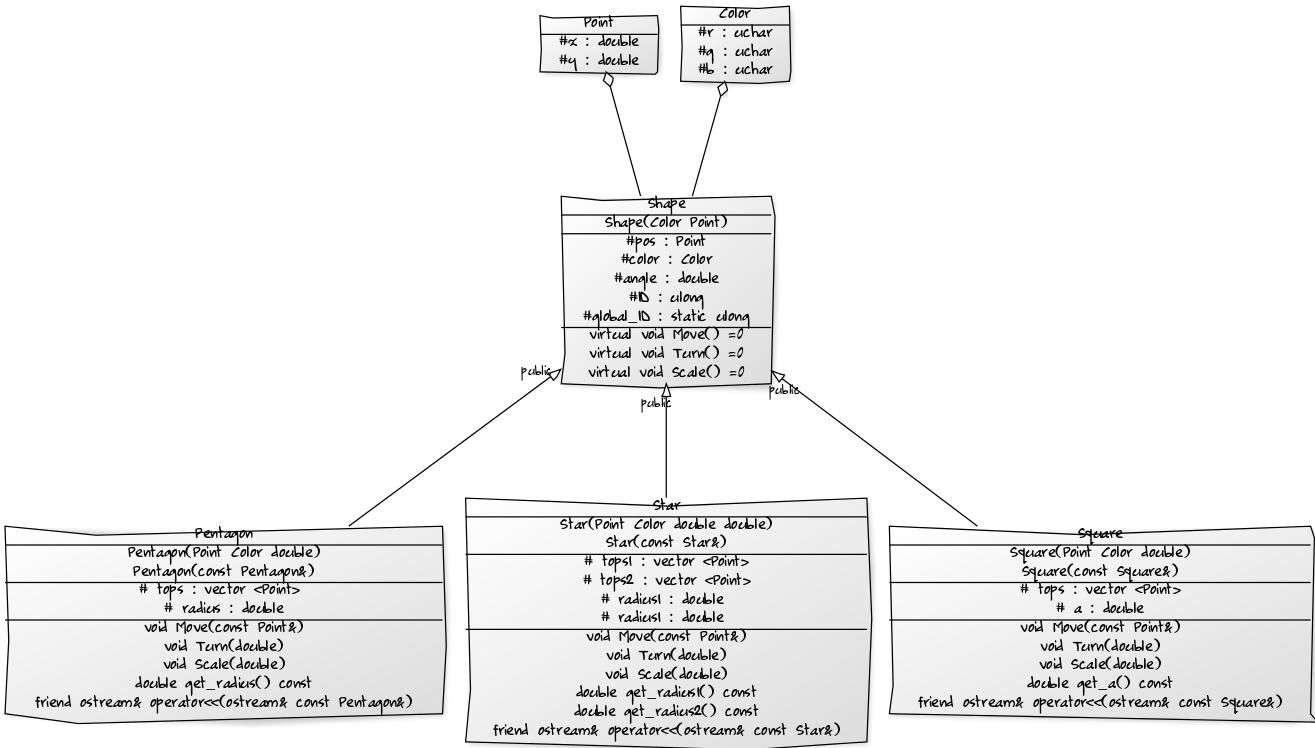 Point
#x : double
#y : double
Color
#r : uchar
#g : uchar
#b : uchar
Shape
Shape(Color Point)
#pos : Point
#color : Color
#angle : double
#ID : ulong
#global_ID : static ulong
virtual void Move() =0
virtual void Turn() =0
virtual void Scale() =0
public
public
public
Pentagon
Pentagon(Point Color double)
Pentagon(const Pentagon&)
# tops : vector <Point>
# radius : double
void Move(const Point&)
void Turn(double)
void Scale(double)
double get_radius() const
friend ostream& operator<<(ostream& const Pentagon&)
Star
Star(Point Color double double)
Star(const Star&)
# tops1 : vector <Point>
# tops2 : vector <Point>
# radius1 : double
# radius1 : double
void Move(const Point&)
void Turn(double)
void Scale(double)
double get_radius1() const
double get_radius2() const
friend ostream& operator<<(ostream& const Star&)
Square
Square(Point Color double)
Square(const Square&)
# tops : vector <Point>
# a : double
void Move(const Point&)
void Turn(double)
void Scale(double)
double get_a() const
friend ostream& operator<<(ostream& const Square&)